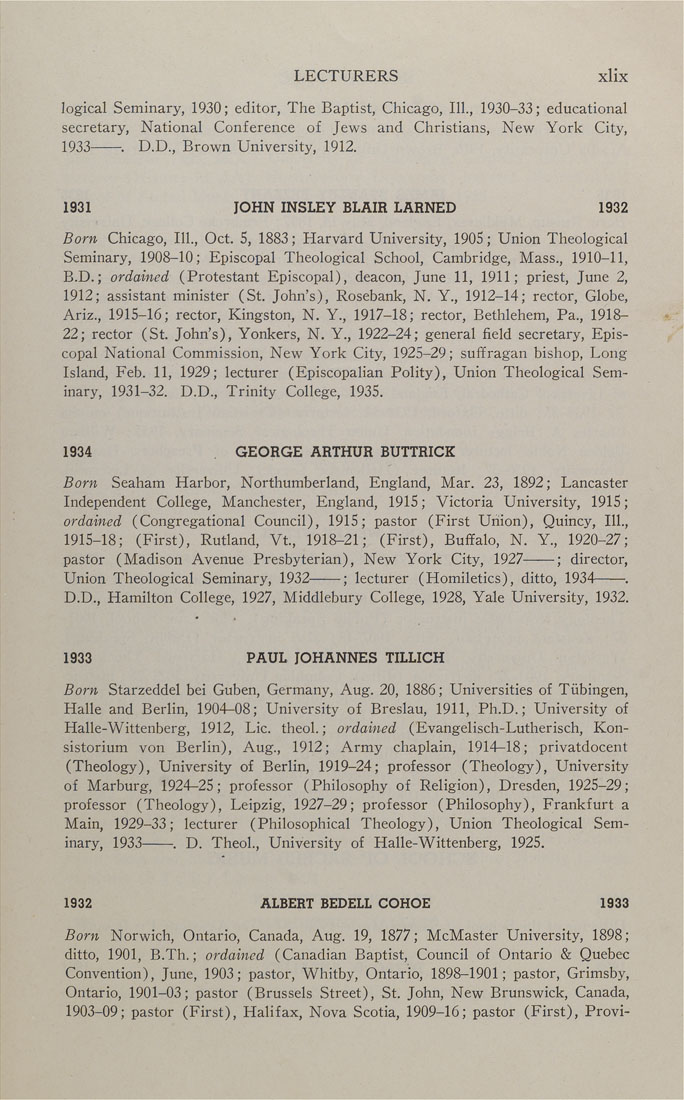 LECTURERS xlix
logical Seminary, 1930; editor, The Baptist, Chicago, Ill., 1930–33; educational
secretary, National Conference of Jews and Christians, New York City,
1933——. D.D., Brown University, 1912.
1931 JOHN INSLEY BLAIR LARNED 1932
Born Chicago, Ill., Oct. 5, 1883; Harvard University, 1905; Union Theological
Seminary, 1908–10; Episcopal Theological School, Cambridge, Mass., 1910–11,
B.D.; ordained (Protestant Episcopal), deacon, June 11, 1911; priest, June 2,
1912; assistant minister (St. John's), Rosebank, N. Y., 1912–14; rector, Globe,
Ariz., 1915–16; rector, Kingston, N. Y., 1917–18; rector, Bethlehem, Pa., 1918–
22; rector (St. John's), Yonkers, N. Y., 1922–24; general field secretary, Epis-
copal National Commission, New York City, 1925–29; suffragan bishop, Long
Island, Feb. 11, 1929; lecturer (Episcopalian Polity), Union Theological Sem-
inary, 1931–32. D.D., Trinity College, 1935.
1934 GEORGE ARTHUR BUTTRICK
Born Seaham Harbor, Northumberland, England, Mar. 23, 1892; Lancaster
Independent College, Manchester, England, 1915; Victoria University, 1915;
ordained (Congregational Council), 1915; pastor (First Union), Quincy, Ill.,
1915–18; (First), Rutland, Vt., 1918–21; (First), Buffalo, N. Y., 1920–27;
pastor (Madison Avenue Presbyterian), New York City, 1927——; director,
Union Theological Seminary, 1932——; lecturer (Homiletics), ditto, 1934——.
D.D., Hamilton College, 1927, Middlebury College, 1928, Yale University, 1932.
1933 PAUL JOHANNES TILLICH
Born Starzeddel bei Guben, Germany, Aug. 20, 1886; Universities of Tübingen,
Halle and Berlin, 1904–08; University of Breslau, 1911, Ph.D.; University of
Halle-Wittenberg, 1912, Lic. theol.; ordained (Evangelisch-Lutherisch, Kon-
sistorium von Berlin), Aug., 1912; Army chaplain, 1914–18; privatdocent
(Theology), University of Berlin, 1919–24; professor (Theology), University
of Marburg, 1924–25; professor (Philosophy of Religion), Dresden, 1925–29;
professor (Theology), Leipzig, 1927–29; professor (Philosophy), Frankfurt a
Main, 1929–33; lecturer (Philosophical Theology), Union Theological Sem-
inary, 1933——. D. Theol., University of Halle-Wittenberg, 1925.
1932 ALBERT BEDELL COHOE 1933
Born Norwich, Ontario, Canada, Aug. 19, 1877; McMaster University, 1898;
ditto, 1901, B.Th.; ordained (Canadian Baptist, Council of Ontario & Quebec
Convention), June, 1903; pastor, Whitby, Ontario, 1898–1901; pastor, Grimsby,
Ontario, 1901–03; pastor (Brussels Street), St. John, New Brunswick, Canada,
1903–09; pastor (First), Halifax, Nova Scotia, 1909–16; pastor (First), Provi-